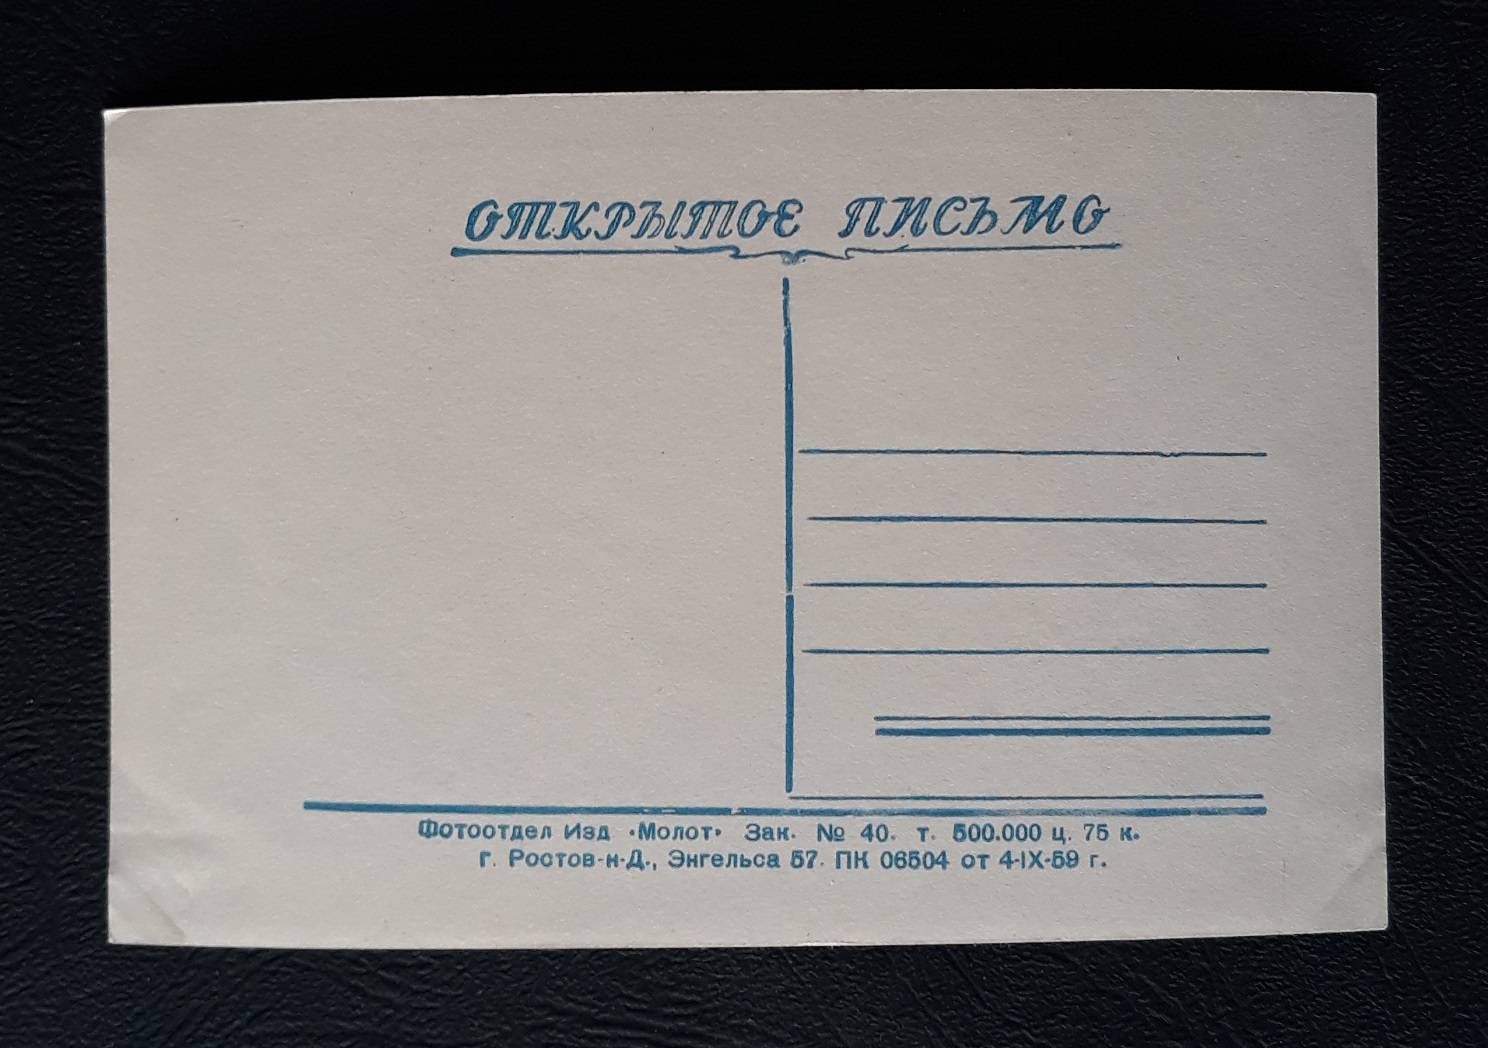 ОТКРЫТОЕ ПИСЬМО
Фотоотдел Изд •Молот• Зак. № 40. т. 500.000 ц. 75 к.
г. Ростов-н-Д., Энгельса 57. ПК 06504 от 4-IX-59 г.